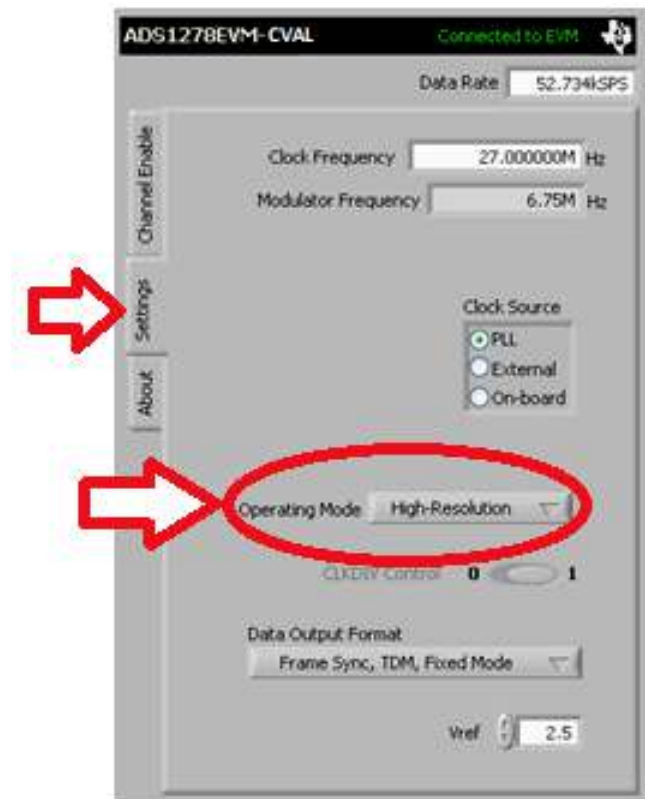 ADS1278EVM-CVAL Connected to EVM
Data Rate 52.734kSPS
Channel Enable
Settings
About
Clock Frequency 27.000000M Hz
Modulator Frequency 6.75M Hz
Clock Source
PLL
External
On-board
Operating Mode High-Resolution
CLKDIV Control 0 1
Data Output Format
Frame Sync, TDM, Fixed Mode
Vref 2.5